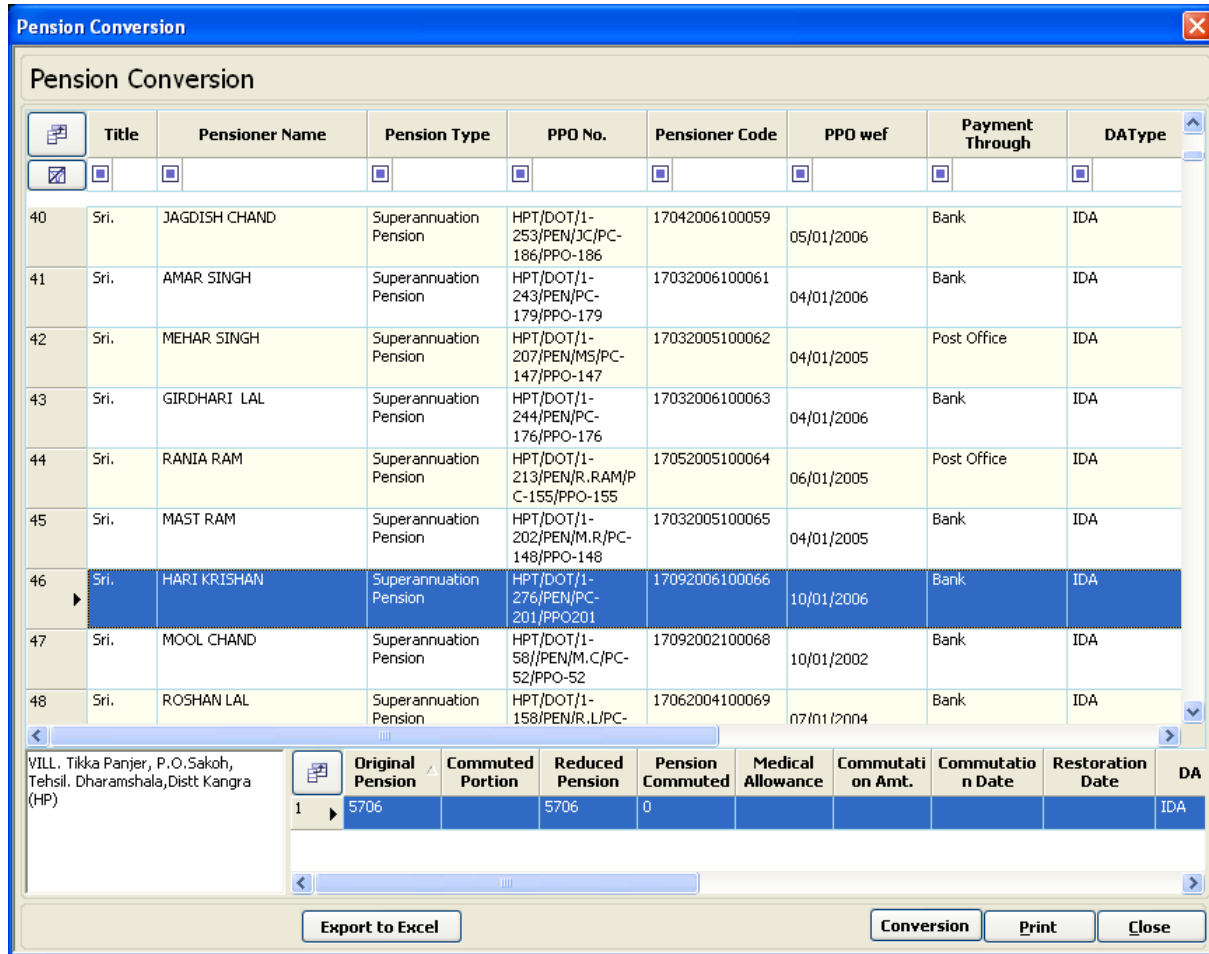 Pension Conversion
Pension Conversion
Title Pensioner Name Pension Type PPO No. Pensioner Code PPO wef Payment Through DAType
40 Sri. JAGDISH CHAND Superannuation Pension HPT/DOT/1-253/PEN/JC/PC-186/PPO-186 17042006100059 05/01/2006 Bank IDA
41 Sri. AMAR SINGH Superannuation Pension HPT/DOT/1-243/PEN/PC-179/PPO-179 17032006100061 04/01/2006 Bank IDA
42 Sri. MEHAR SINGH Superannuation Pension HPT/DOT/1-207/PEN/MS/PC-147/PPO-147 17032005100062 04/01/2005 Post Office IDA
43 Sri. GIRDHARI LAL Superannuation Pension HPT/DOT/1-244/PEN/PC-176/PPO-176 17032006100063 04/01/2006 Bank IDA
44 Sri. RANIA RAM Superannuation Pension HPT/DOT/1-213/PEN/R.RAM/PC-155/PPO-155 17052005100064 06/01/2005 Post Office IDA
45 Sri. MAST RAM Superannuation Pension HPT/DOT/1-202/PEN/M.R/PC-148/PPO-148 17032005100065 04/01/2005 Bank IDA
46 Sri. HARI KRISHAN Superannuation Pension HPT/DOT/1-276/PEN/PC-201/PPO201 17092006100066 10/01/2006 Bank IDA
47 Sri. MOOL CHAND Superannuation Pension HPT/DOT/1-58//PEN/M.C/PC-52/PPO-52 17092002100068 10/01/2002 Bank IDA
48 Sri. ROSHAN LAL Superannuation Pension HPT/DOT/1-158/PEN/R.L/PC- 17062004100069 07/01/2004 Bank IDA
VILL. Tikka Panjer, P.O.Sakoh,
Tehsil. Dharamshala,Distt Kangra
(HP)
Original Pension Commuted Portion Reduced Pension Pension Commuted Medical Allowance Commutati on Amt. Commutatio n Date Restoration Date DA
1 5706 5706 0 IDA
Export to Excel Conversion Print Close